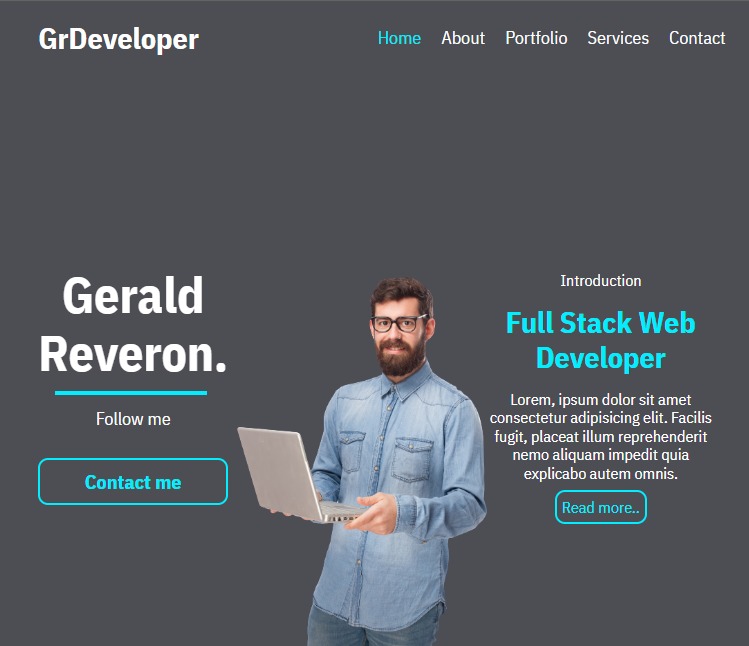 GrDeveloper
Home About Portfolio Services Contact
Gerald
Reveron.
Follow me
Contact me
Introduction
Full Stack Web
Developer
Lorem, ipsum dolor sit amet
consectetur adipisicing elit. Facilis
fugit, placeat illum reprehenderit
nemo aliquam impedit quia
explicabo autem omnis.
Read more..